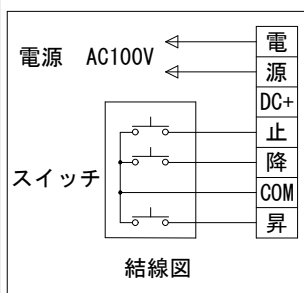 電源 AC100V
電
源
DC+
止
降
COM
昇
スイッチ
結線図